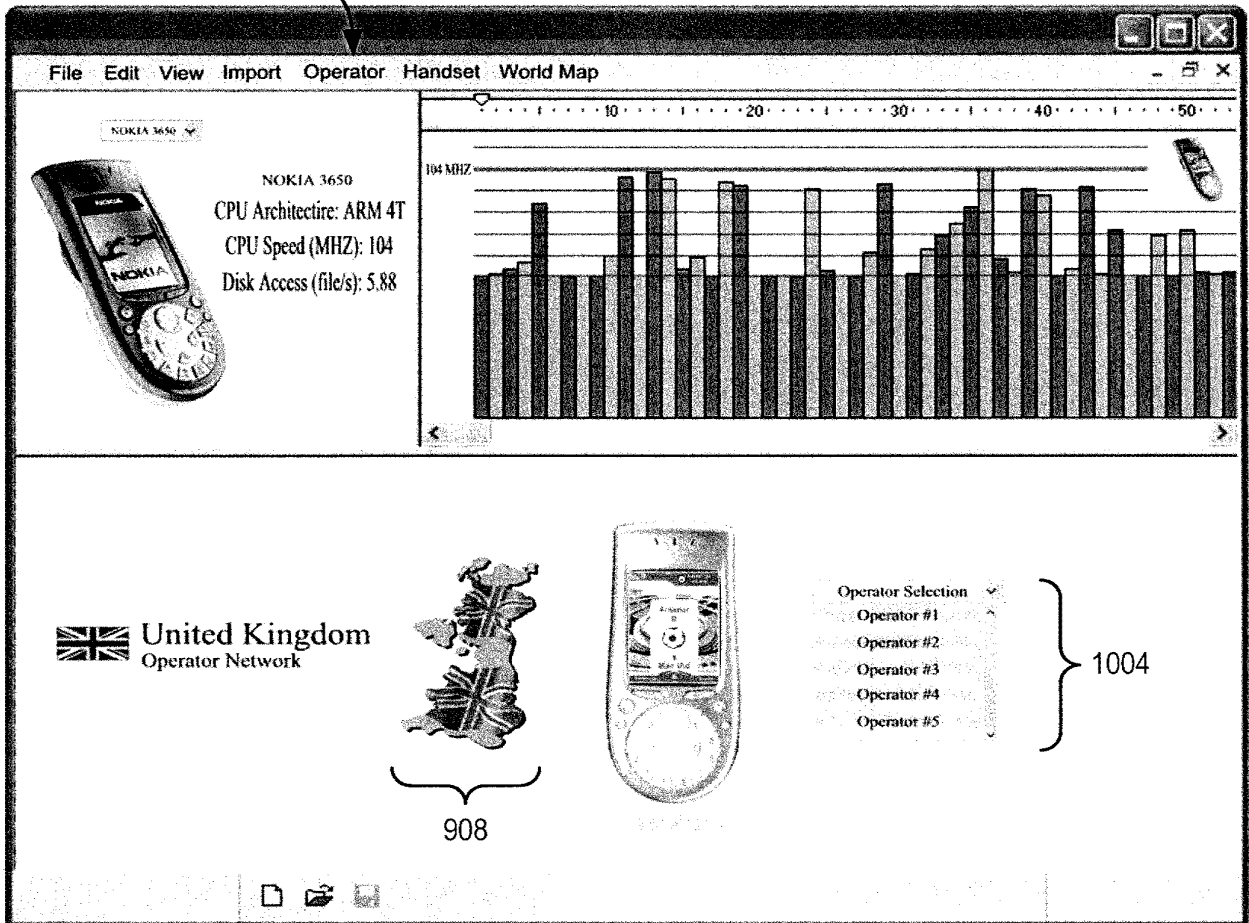 File Edit View Import Operator Handset World Map
NOKIA 3650
NOKIA 3650
CPU Architectire: ARM 4T
CPU Speed (MHZ): 104
Disk Access (file/s): 5.88
NOKIA
10 20 30 40 50
104 MHZ
United Kingdom
Operator Network
908
Operator Selection
Operator #1
Operator #2
Operator #3
Operator #4
Operator #5
1004